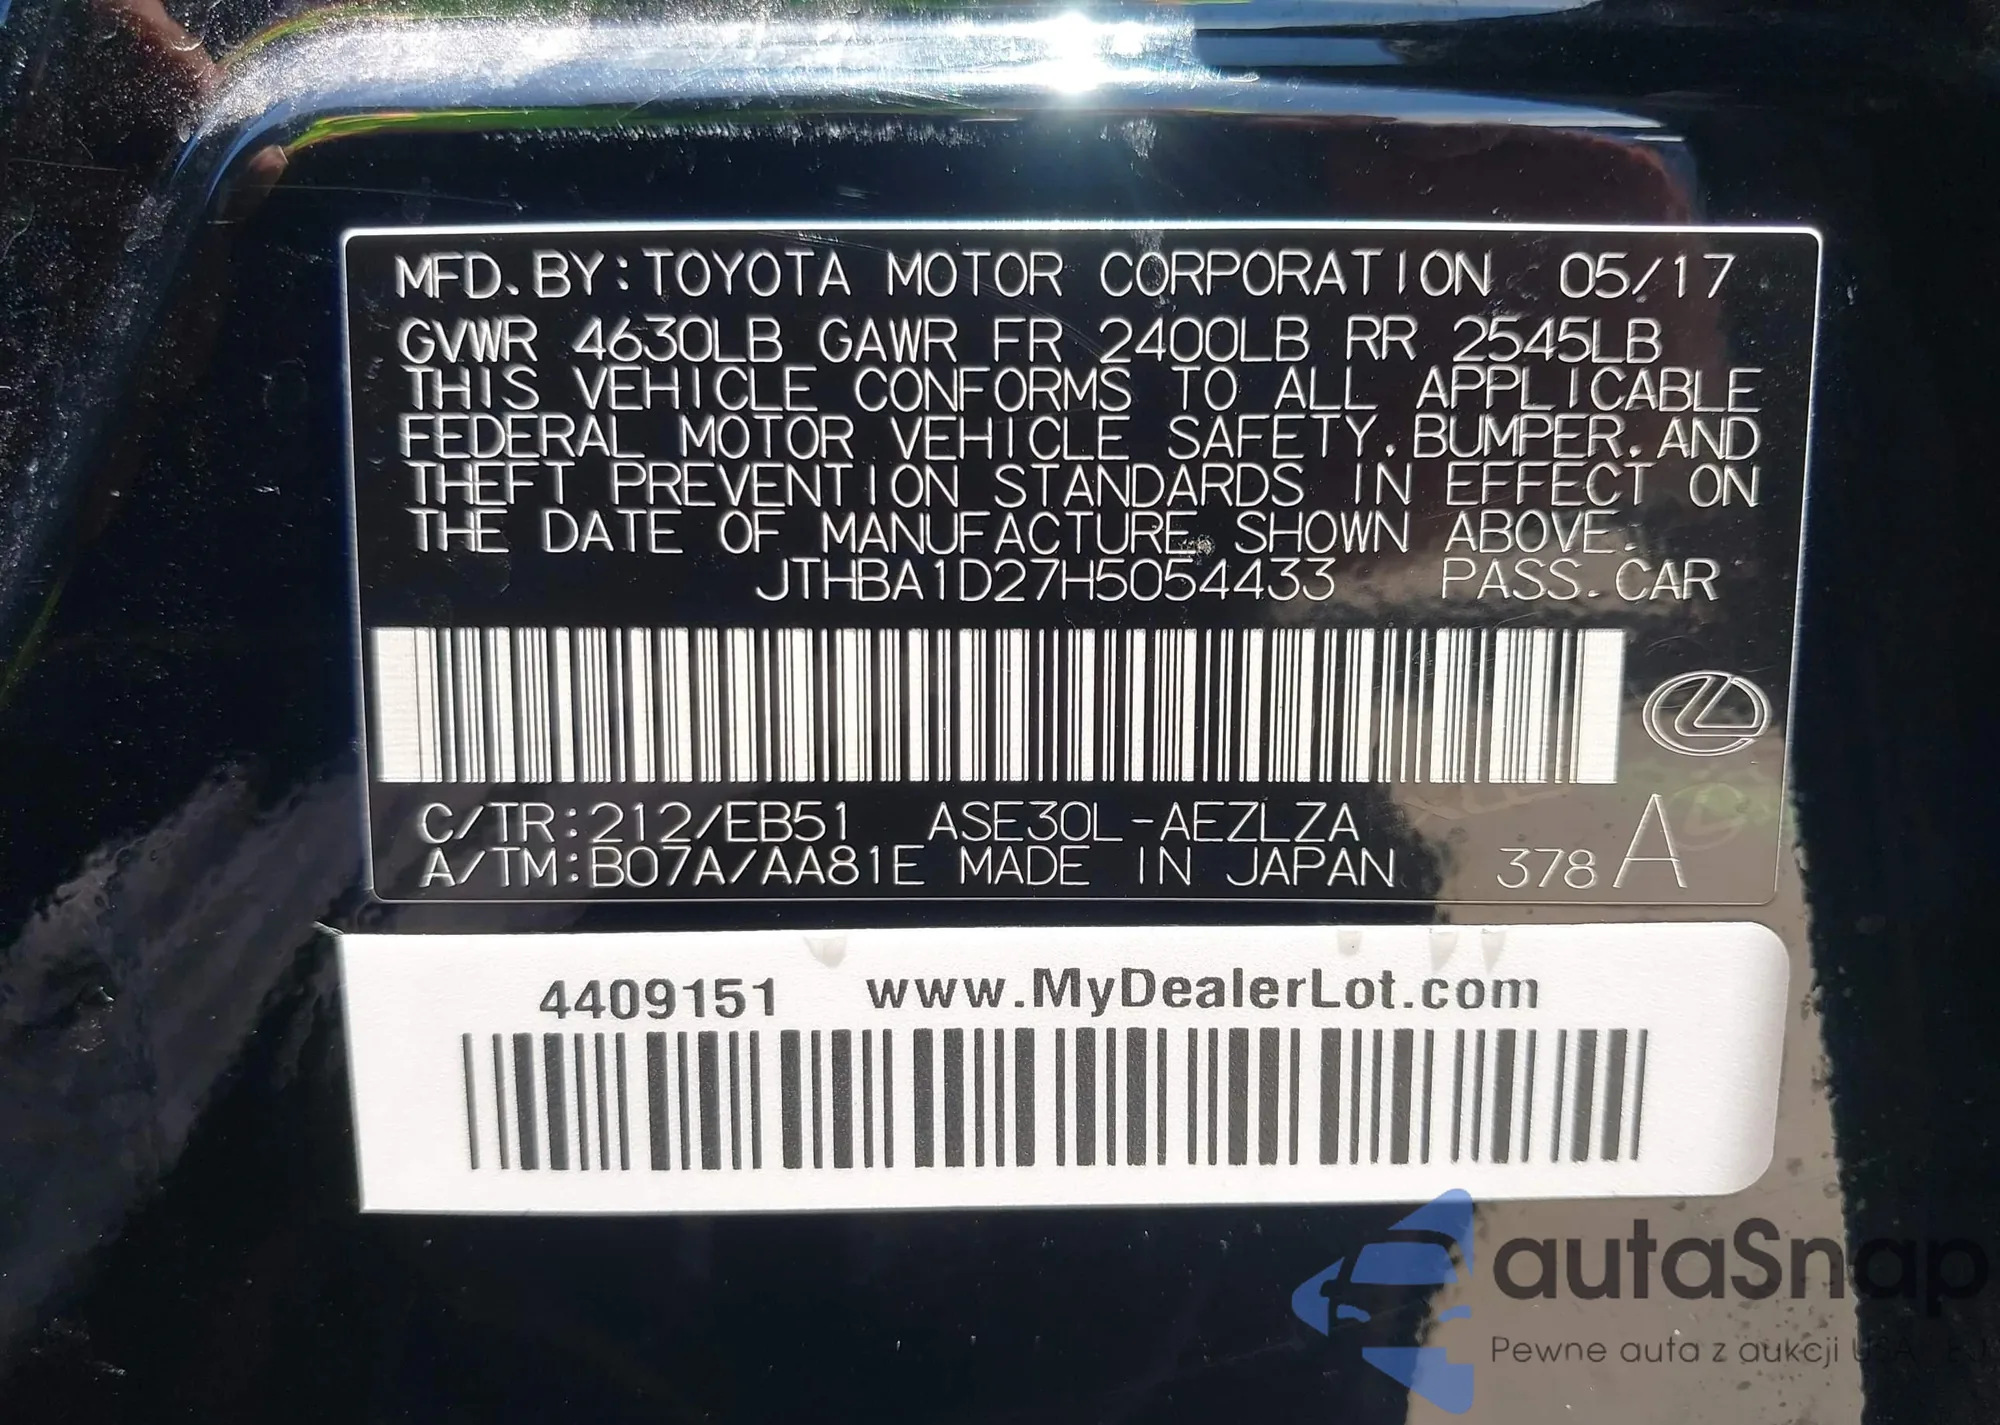 MFD.BY:TOYOTA MOTOR CORPORATION 05/17
GVWR 4630LB GAWR FR 2400LB RR 2545LB
THIS VEHICLE CONFORMS TO ALL APPLICABLE
FEDERAL MOTOR VEHICLE SAFETY,BUMPER,AND
THEFT PREVENTION STANDARDS IN EFFECT ON
THE DATE OF MANUFACTURE SHOWN ABOVE.
JTHBA1D27H5054433 PASS.CAR
C/TR:212/EB51 ASE30L-AEZLZA
A/TM:B07A/AA81E MADE IN JAPAN 378 A
4409151 www.MyDealerLot.com
autaSnap
Pewne auta z aukcji USA